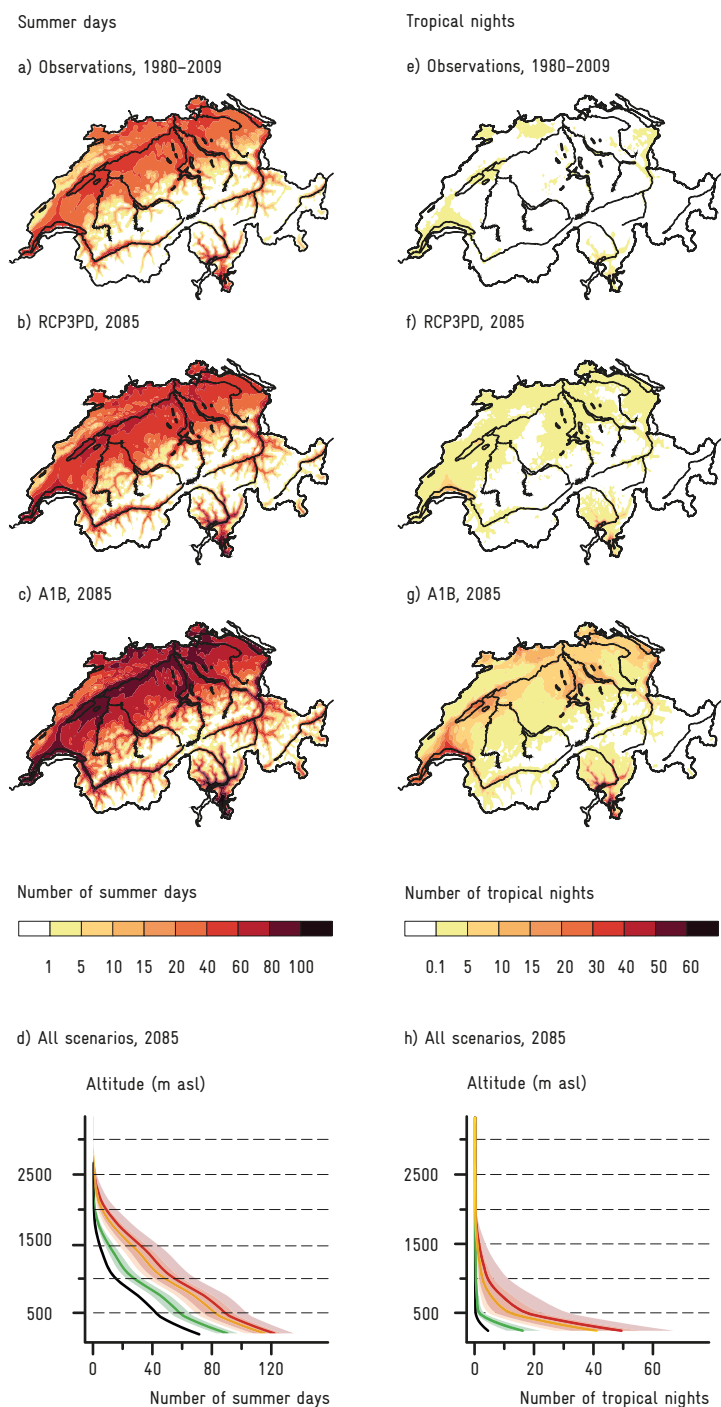 Summer days
a) Observations, 1980–2009
b) RCP3PD, 2085
c) A1B, 2085
Number of summer days
1 5 10 15 20 40 60 80 100
d) All scenarios, 2085
Altitude (m asl)
2500
1500
500
0 40 80 120
Number of summer days
Tropical nights
e) Observations, 1980–2009
f) RCP3PD, 2085
g) A1B, 2085
Number of tropical nights
0.1 5 10 15 20 30 40 50 60
h) All scenarios, 2085
Altitude (m asl)
2500
1500
500
0 20 40 60
Number of tropical nights